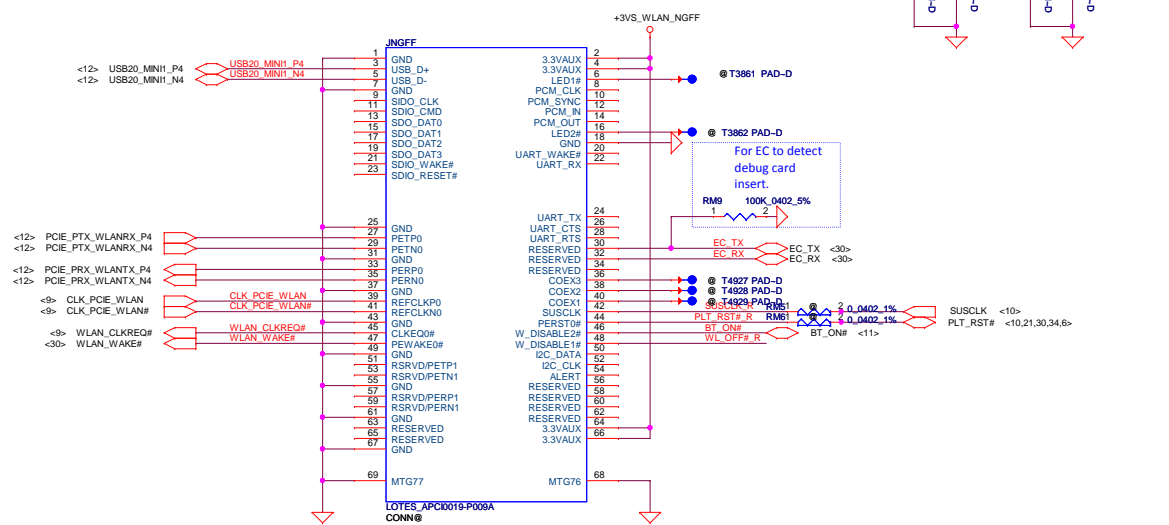 +3VS_WLAN_NGFF
JNGFF
<12> USB20_MINI1_P4 USB20_MINI1_P4
<12> USB20_MINI1_N4 USB20_MINI1_N4
1 GND
3 USB_D+
5 USB_D-
7 GND
9 SIDO_CLK
11 SDIO_CMD
13 SDO_DAT0
15 SDO_DAT1
17 SDO_DAT2
19 SDO_DAT3
21 SDIO_WAKE#
23 SDIO_RESET#
3.3VAUX 2
3.3VAUX 4
LED1# 6
PCM_CLK 8
PCM_SYNC 10
PCM_IN 12
PCM_OUT 14
LED2# 16
GND 18
UART_WAKE# 20
UART_RX 22
@ T3861 PAD~D
@ T3862 PAD~D
For EC to detect
debug card
insert.
RM9 100K_0402_5%
1 2
<12> PCIE_PTX_WLANRX_P4
<12> PCIE_PTX_WLANRX_N4
<12> PCIE_PRX_WLANTX_P4
<12> PCIE_PRX_WLANTX_N4
<9> CLK_PCIE_WLAN CLK_PCIE_WLAN
<9> CLK_PCIE_WLAN# CLK_PCIE_WLAN#
<9> WLAN_CLKREQ# WLAN_CLKREQ#
<30> WLAN_WAKE# WLAN_WAKE#
25 GND
27 PETP0
29 PETN0
31 GND
33 PERP0
35 PERN0
37 GND
39 REFCLKP0
41 REFCLKN0
43 GND
45 CLKEQ0#
47 PEWAKE0#
49 GND
51 RSRVD/PETP1
53 RSRVD/PETN1
55 GND
57 RSRVD/PERP1
59 RSRVD/PERN1
61 GND
63 RESERVED
65 RESERVED
67 GND
69 MTG77
UART_TX 24
UART_CTS 26
UART_RTS 28
RESERVED 30
RESERVED 32
RESERVED 34
COEX3 36
COEX2 38
COEX1 40
SUSCLK 42
PERST0# 44
W_DISABLE2# 46
W_DISABLE1# 48
I2C_DATA 50
I2C_CLK 52
ALERT 54
RESERVED 56
RESERVED 58
RESERVED 60
RESERVED 62
3.3VAUX 64
3.3VAUX 66
MTG76 68
EC_TX EC_TX <30>
EC_RX EC_RX <30>
@ T4927 PAD~D
@ T4928 PAD~D
@ T4929 PAD~D
SUSCLK_R 1 @ 2 0_0402_1% SUSCLK <10>
PLT_RST#_R RM61 @ 2 0_0402_1% PLT_RST# <10,21,30,34,6>
BT_ON# BT_ON# <11>
WL_OFF#_R
LOTES_APCI0019-P009A
CONN@